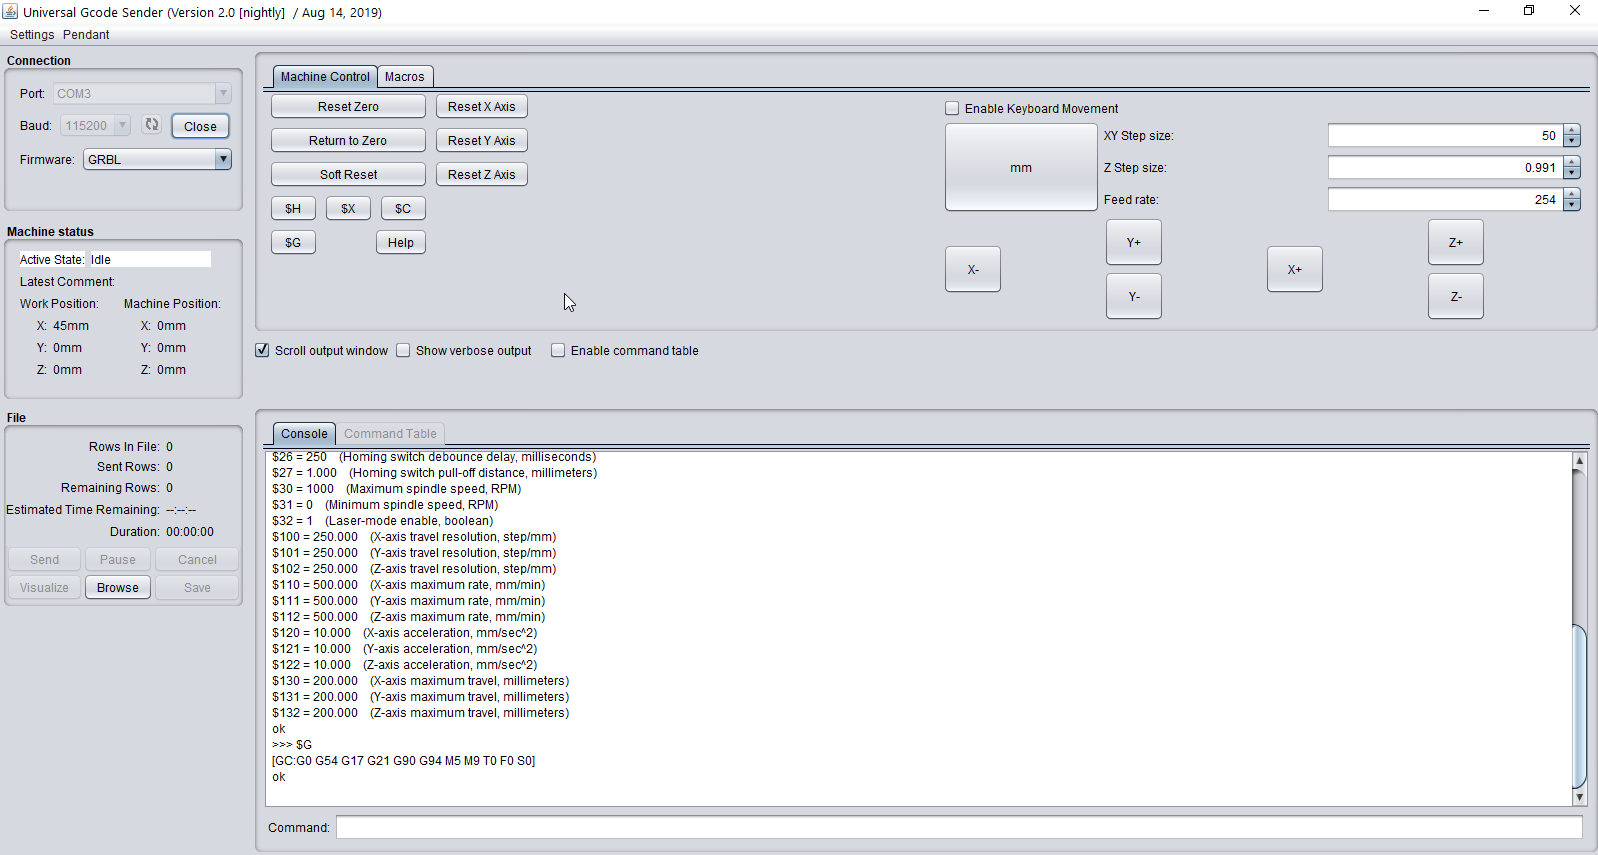 Universal Gcode Sender (Version 2.0 [nightly]  / Aug 14, 2019)
Settings Pendant
Connection
Port: COM3
Baud: 115200 Close
Firmware: GRBL
Machine status
Active State: Idle
Latest Comment:
Work Position: Machine Position:
X: 45mm X: 0mm
Y: 0mm Y: 0mm
Z: 0mm Z: 0mm
File
Rows In File: 0
Sent Rows: 0
Remaining Rows: 0
Estimated Time Remaining: --:--:--
Duration: 00:00:00
Send Pause Cancel
Visualize Browse Save
Machine Control Macros
Reset Zero Reset X Axis
Return to Zero Reset Y Axis
Soft Reset Reset Z Axis
$H $X $C
$G Help
Enable Keyboard Movement
mm
XY Step size: 50
Z Step size: 0.991
Feed rate: 254
X- Y+ Y- X+ Z+ Z-
Scroll output window Show verbose output Enable command table
Console Command Table
$26 = 250 (Homing switch debounce delay, milliseconds)
$27 = 1.000 (Homing switch pull-off distance, millimeters)
$30 = 1000 (Maximum spindle speed, RPM)
$31 = 0 (Minimum spindle speed, RPM)
$32 = 1 (Laser-mode enable, boolean)
$100 = 250.000 (X-axis travel resolution, step/mm)
$101 = 250.000 (Y-axis travel resolution, step/mm)
$102 = 250.000 (Z-axis travel resolution, step/mm)
$110 = 500.000 (X-axis maximum rate, mm/min)
$111 = 500.000 (Y-axis maximum rate, mm/min)
$112 = 500.000 (Z-axis maximum rate, mm/min)
$120 = 10.000 (X-axis acceleration, mm/sec^2)
$121 = 10.000 (Y-axis acceleration, mm/sec^2)
$122 = 10.000 (Z-axis acceleration, mm/sec^2)
$130 = 200.000 (X-axis maximum travel, millimeters)
$131 = 200.000 (Y-axis maximum travel, millimeters)
$132 = 200.000 (Z-axis maximum travel, millimeters)
ok
>>> $G
[GC:G0 G54 G17 G21 G90 G94 M5 M9 T0 F0 S0]
ok
Command: